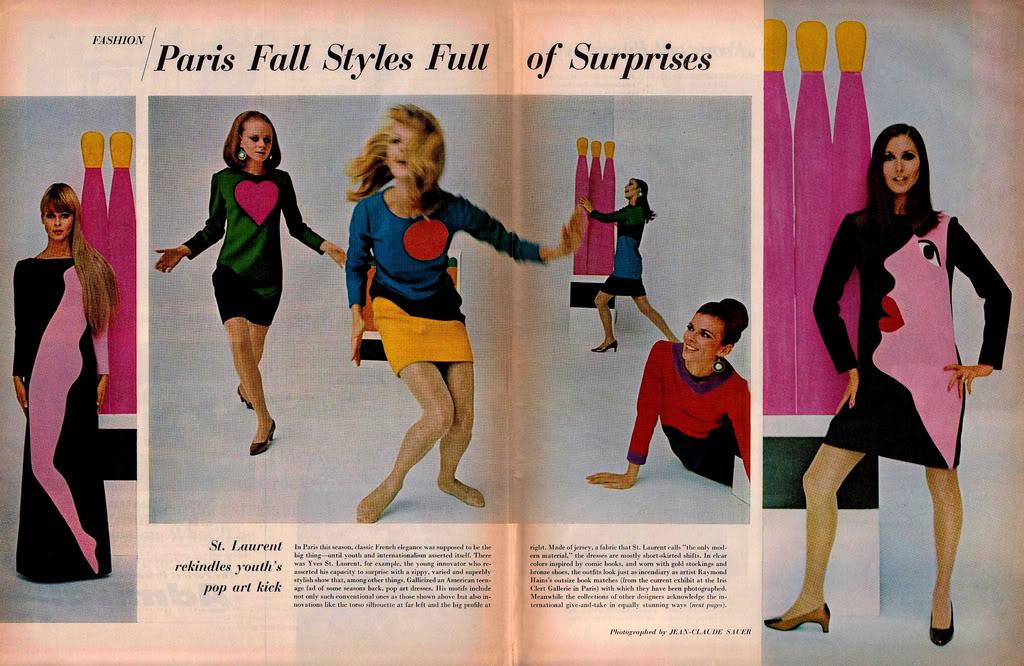 FASHION
Paris Fall Styles Full of Surprises
St. Laurent
rekindles youth's
pop art kick
In Paris this season, classic French elegance was supposed to be the
big thing—until youth and internationalism asserted itself. There
was Yves St. Laurent, for example, the young innovator who re-
asserted his capacity to surprise with a zippy, varied and superbly
stylish show that, among other things, Gallicized an American teen-
age fad of some seasons back, pop art dresses. His motifs include
not only such conventional ones as those shown above but also in-
novations like the torso silhouette at far left and the big profile at
right. Made of jersey, a fabric that St. Laurent calls "the only mod-
ern material," the dresses are mostly short-skirted shifts. In clear
colors inspired by comic books, and worn with gold stockings and
bronze shoes, the outfits look just as incendiary as artist Raymond
Hains's outsize book matches (from the current exhibit at the Iris
Clert Gallerie in Paris) with which they have been photographed.
Meanwhile the collections of other designers acknowledge the in-
ternational give-and-take in equally stunning ways (next pages).
Photographed by JEAN-CLAUDE SAUER